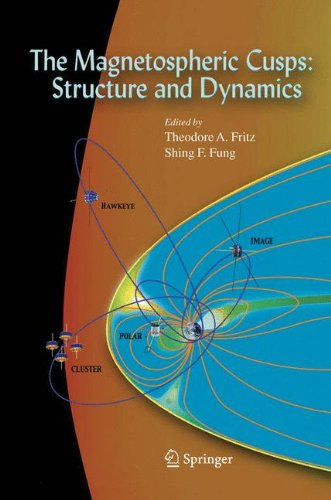 The Magnetospheric Cusps:
Structure and Dynamics
Edited by
Theodore A. Fritz
Shing F. Fung
HAWKEYE
IMAGE
POLAR
CLUSTER
Springer